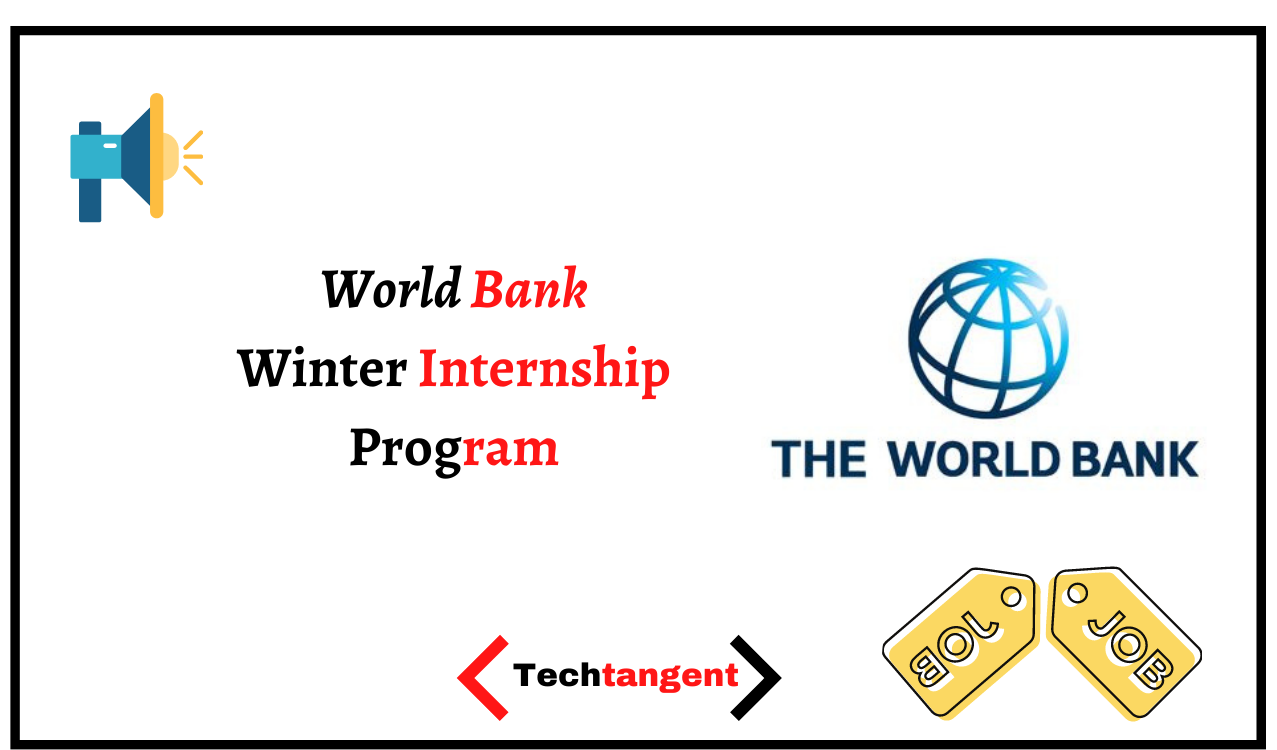 World Bank
Winter Internship
Program
THE WORLD BANK
JOB
JOB
Techtangent